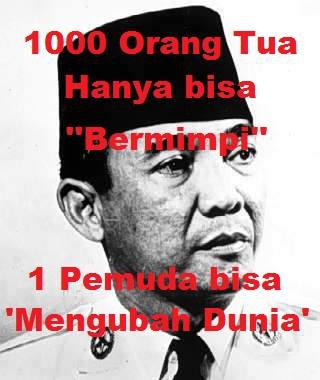 1000 Orang Tua
Hanya bisa
"Bermimpi"
1 Pemuda bisa
'Mengubah Dunia'